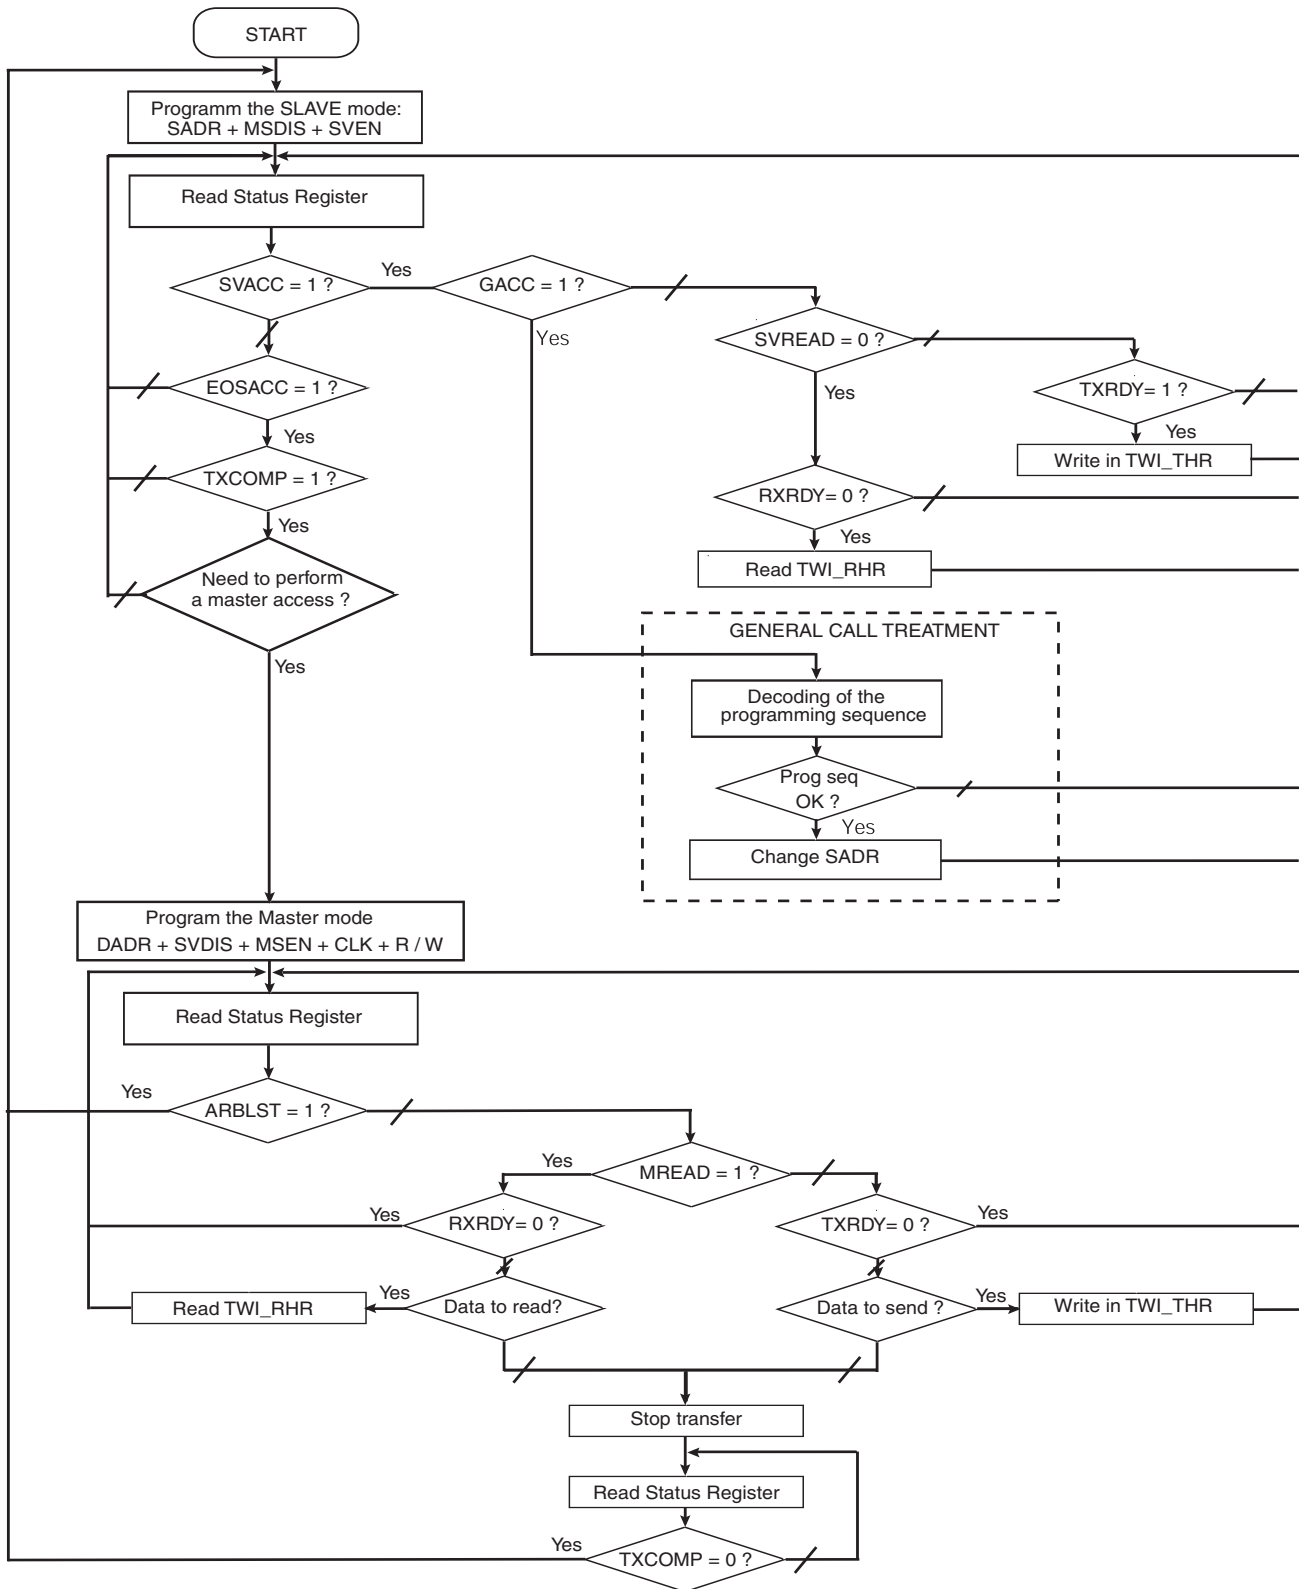 START
Programm the SLAVE mode:
SADR + MSDIS + SVEN
Read Status Register
SVACC = 1 ?
Yes
GACC = 1 ?
Yes
SVREAD = 0 ?
EOSACC = 1 ?
Yes
TXRDY= 1 ?
Yes
Yes
Write in TWI_THR
TXCOMP = 1 ?
RXRDY= 0 ?
Yes
Yes
Need to perform
a master access ?
Read TWI_RHR
GENERAL CALL TREATMENT
Yes
Decoding of the
programming sequence
Prog seq
OK ?
Yes
Change SADR
Program the Master mode
DADR + SVDIS + MSEN + CLK + R / W
Read Status Register
Yes
ARBLST = 1 ?
Yes
MREAD = 1 ?
Yes
RXRDY= 0 ?
TXRDY= 0 ?
Yes
Read TWI_RHR
Yes
Data to read?
Data to send ?
Yes
Write in TWI_THR
Stop transfer
Read Status Register
Yes
TXCOMP = 0 ?